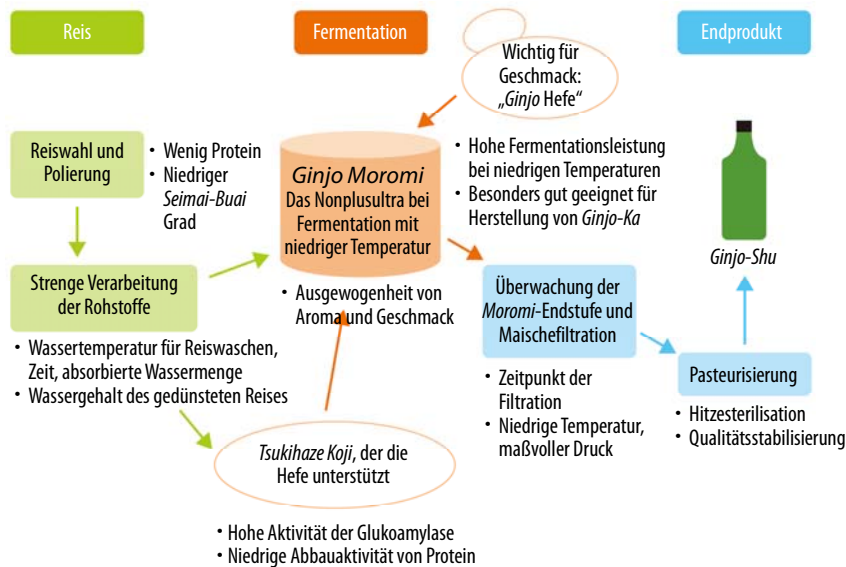 Reis
Fermentation
Endprodukt
Wichtig für
Geschmack:
„Ginjo Hefe“
Reiswahl und
Polierung
• Wenig Protein
• Niedriger
Seimai-Buai
Grad
Ginjo Moromi
Das Nonplusultra bei
Fermentation mit
niedriger Temperatur
• Hohe Fermentationsleistung
bei niedrigen Temperaturen
• Besonders gut geeignet für
Herstellung von Ginjo-Ka
Ginjo-Shu
Strenge Verarbeitung
der Rohstoffe
• Ausgewogenheit von
Aroma und Geschmack
Überwachung der
Moromi-Endstufe und
Maischefiltration
• Wassertemperatur für Reiswaschen,
Zeit, absorbierte Wassermenge
• Wassergehalt des gedünsteten Reises
• Zeitpunkt der
Filtration
• Niedrige Temperatur,
maßvoller Druck
Pasteurisierung
• Hitzesterilisation
• Qualitätsstabilisierung
Tsukihaze Koji, der die
Hefe unterstützt
• Hohe Aktivität der Glukoamylase
• Niedrige Abbauaktivität von Protein